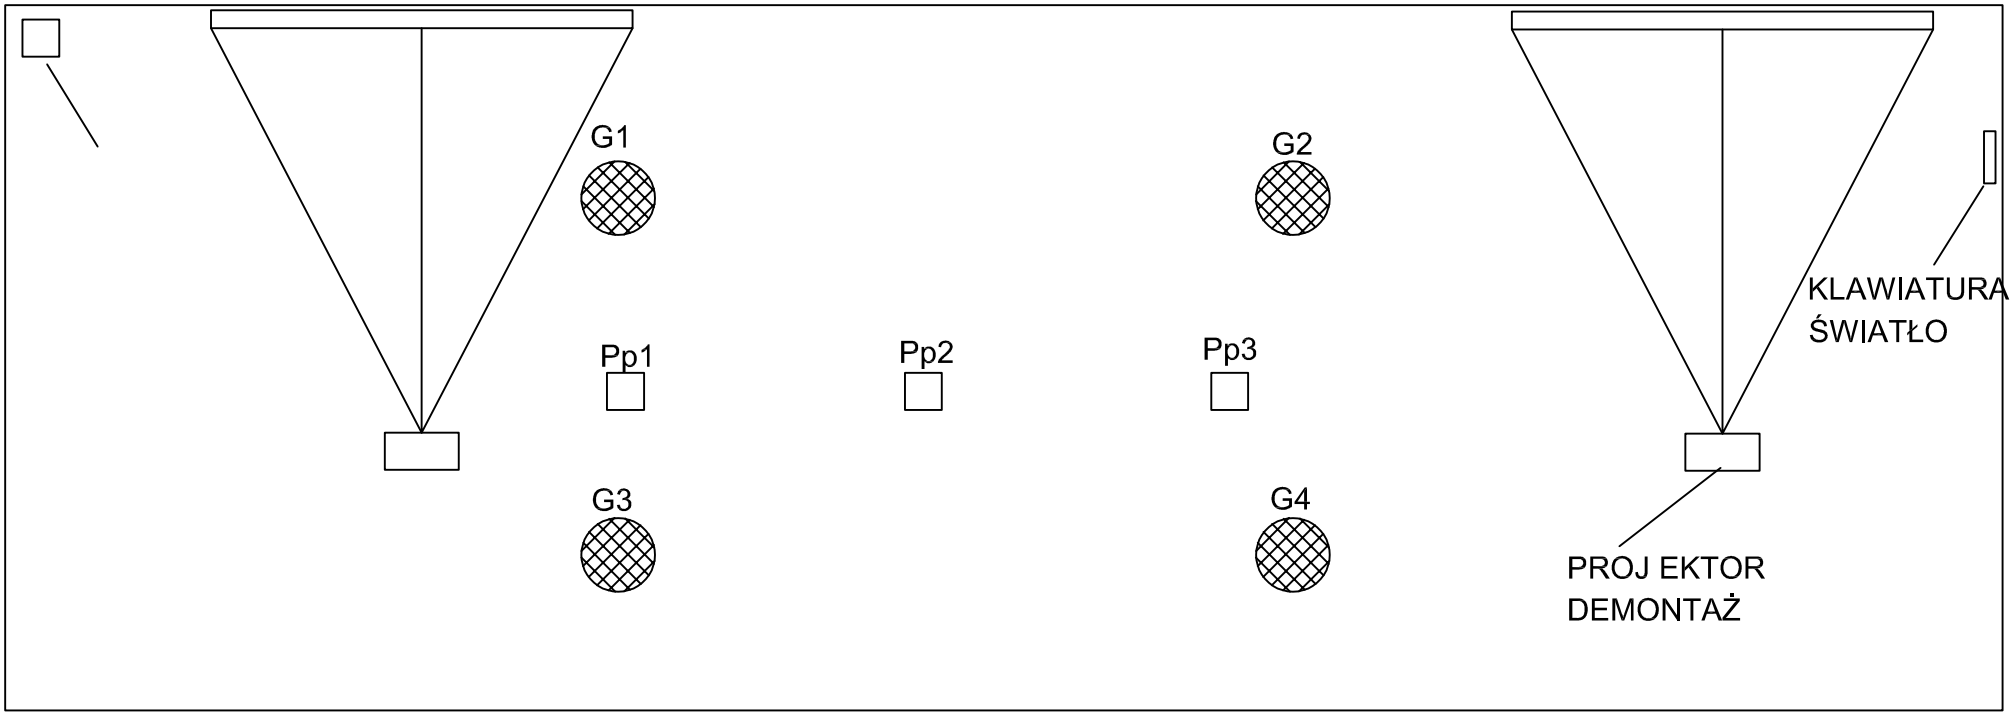 G1
G2
KLAWIATURA
ŚWIATŁO
Pp1
Pp2
Pp3
G3
G4
PROJ EKTOR
DEMONTAŻ